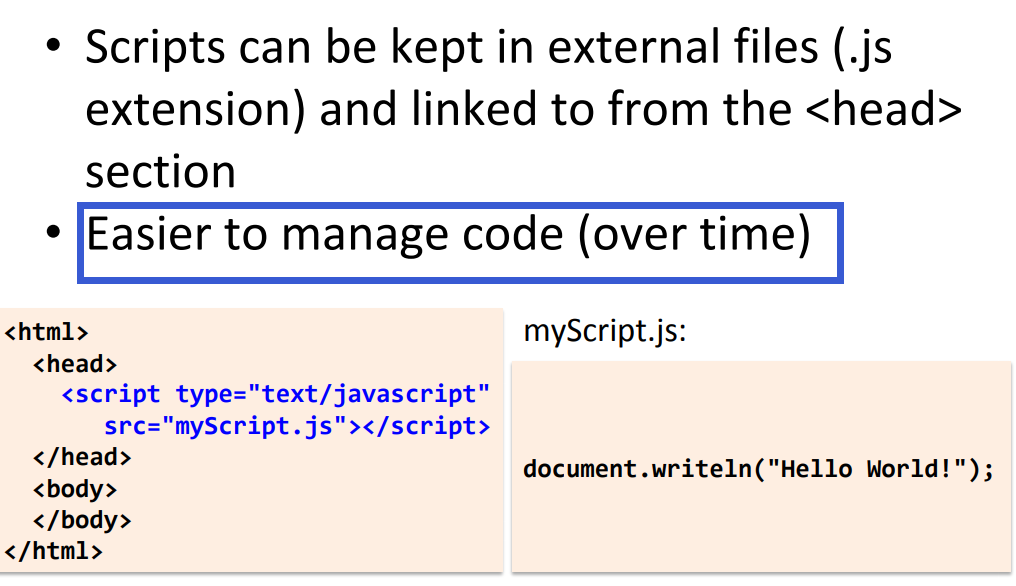 • Scripts can be kept in external files (.js
extension) and linked to from the <head>
section
• Easier to manage code (over time)
<html>
<head>
<script type="text/javascript"
src="myScript.js"></script>
</head>
<body>
</body>
</html>
myScript.js:
document.writeln("Hello World!");